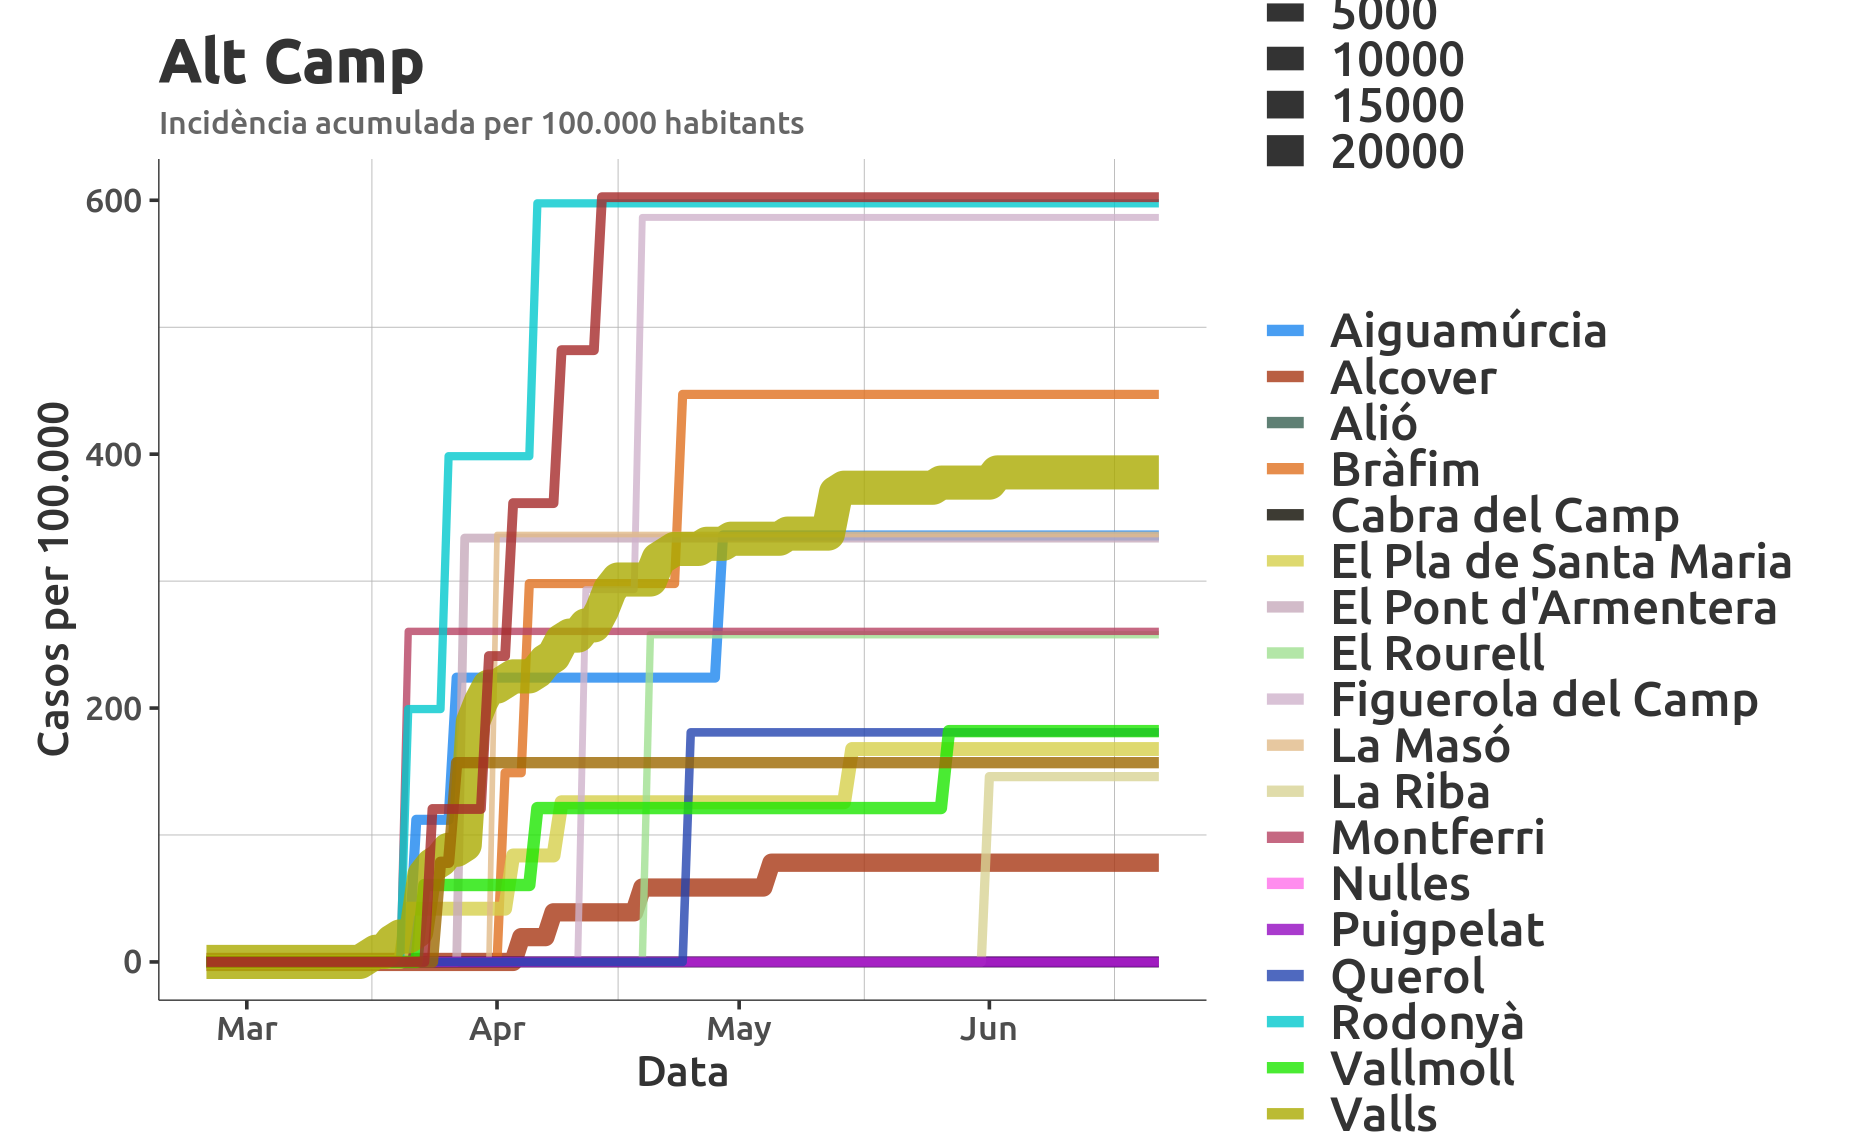 Alt Camp
Incidència acumulada per 100.000 habitants
600
400
200
0
Casos per 100.000
Mar
Apr
May
Jun
Data
5000
10000
15000
20000
Aiguamúrcia
Alcover
Alió
Bràfim
Cabra del Camp
El Pla de Santa Maria
El Pont d'Armentera
El Rourell
Figuerola del Camp
La Masó
La Riba
Montferri
Nulles
Puigpelat
Querol
Rodonyà
Vallmoll
Valls